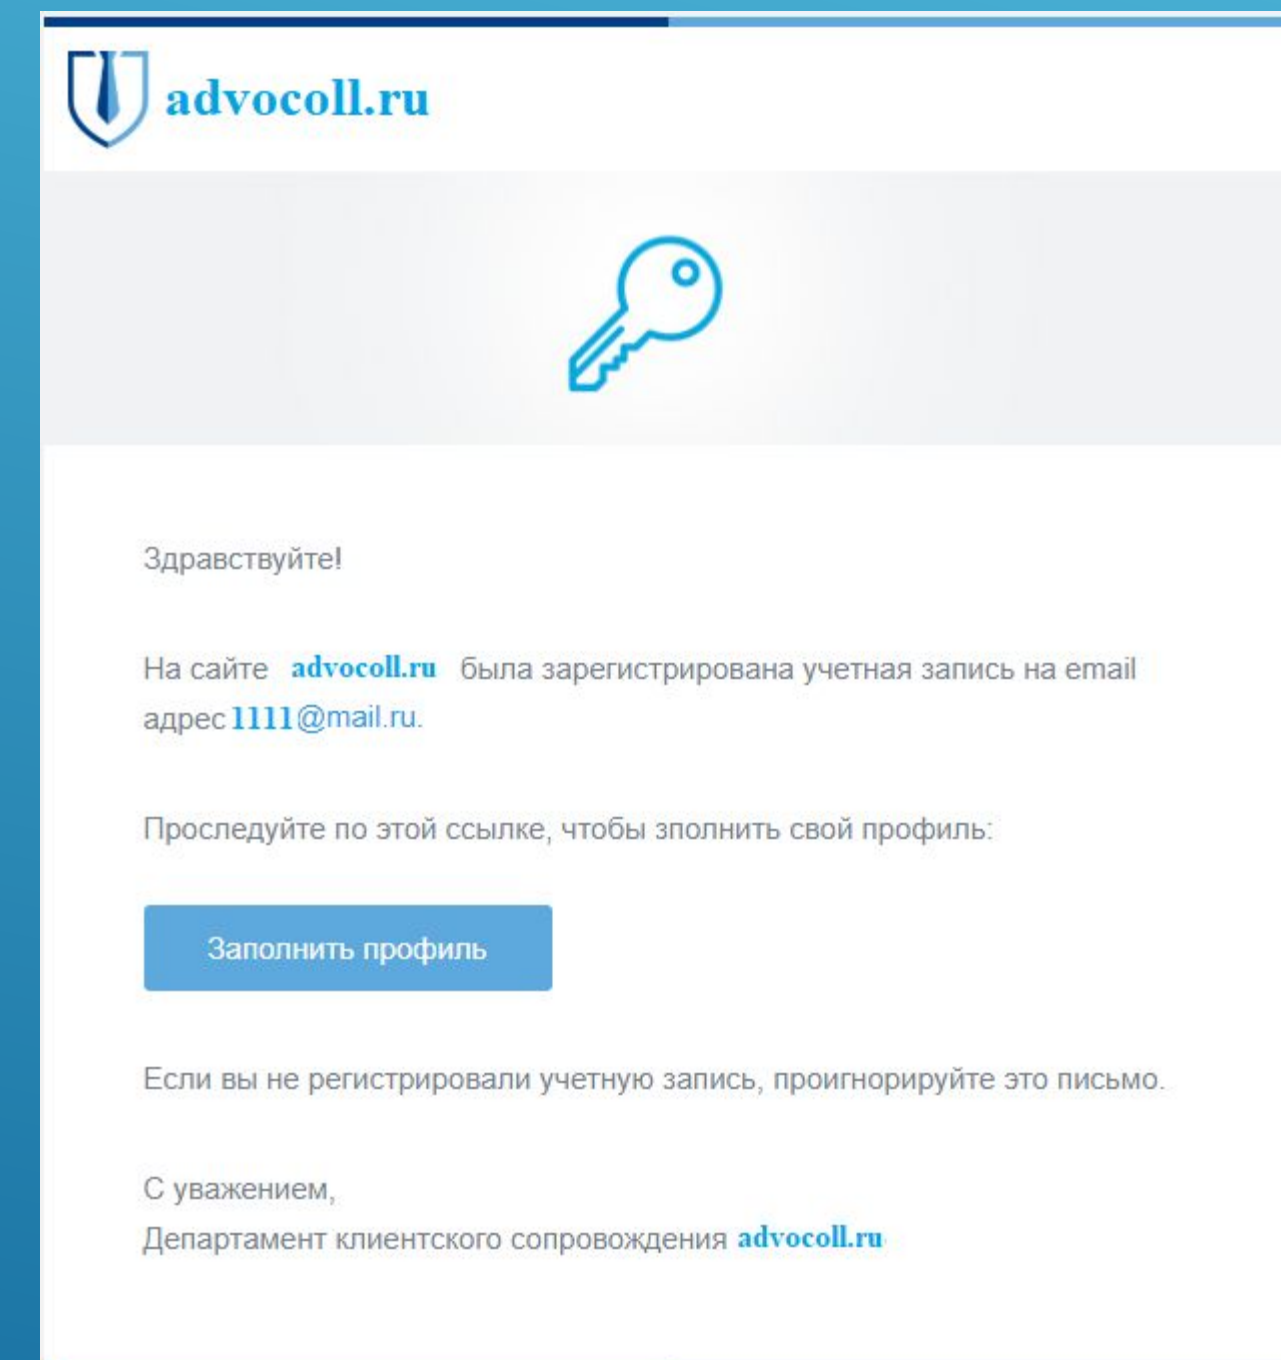 advocoll.ru
Здравствуйте!
На сайте advocoll.ru была зарегистрирована учетная запись на email
адрес 1111@mail.ru.
Проследуйте по этой ссылке, чтобы зполнить свой профиль:
Заполнить профиль
Если вы не регистрировали учетную запись, проигнорируйте это письмо.
С уважением,
Департамент клиентского сопровождения advocoll.ru